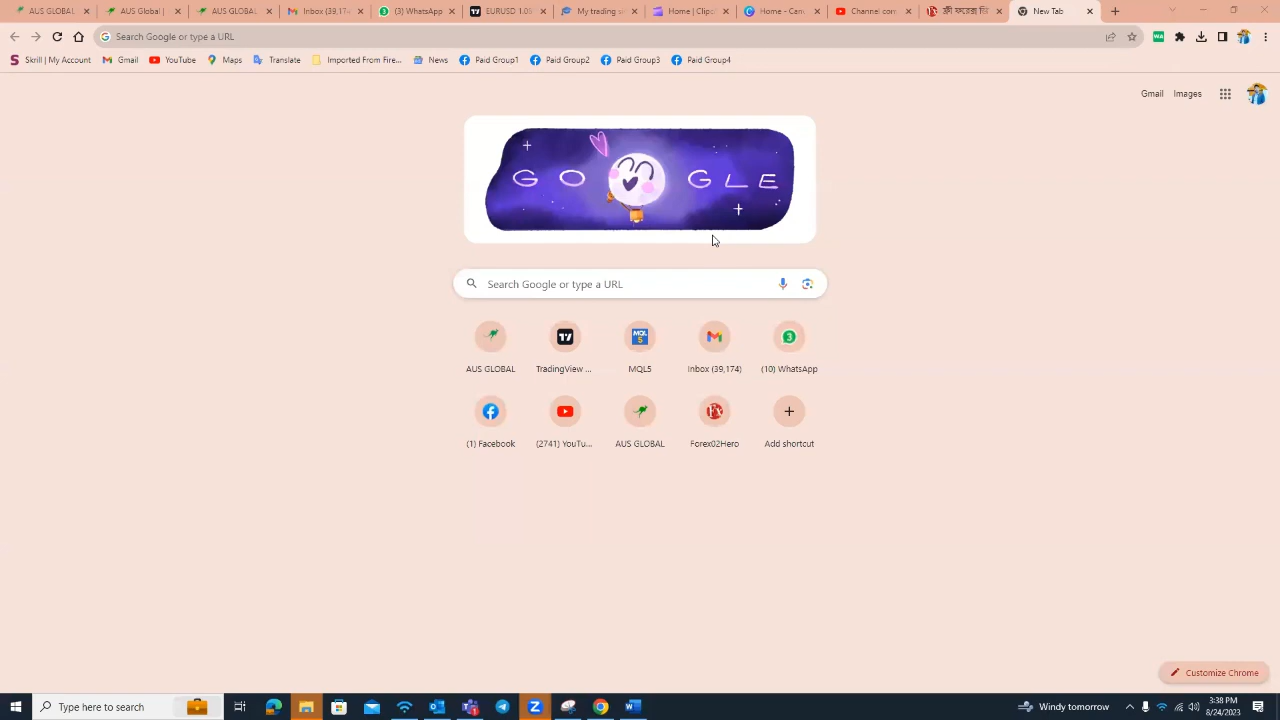 AUS GLOBAL
AUS Global |
AUS GLOBAL
Inbox (39,174
(3) WhatsApp
EURUSD 1.08
My trading si
Home | Clipc
Home - Can
Channel con
New Tab
Search Google or type a URL
Skrill | My Account
Gmail
YouTube
Maps
Translate
Imported From Fire...
News
Paid Group1
Paid Group2
Paid Group3
Paid Group4
Gmail
Images
G O GLE
Search Google or type a URL
AUS GLOBAL
TradingView ...
MQL5
Inbox (39,174)
(10) WhatsApp
(1) Facebook
(2741) YouTu...
AUS GLOBAL
Forex02Hero
Add shortcut
Customize Chrome
Type here to search
Windy tomorrow
3:38 PM
8/24/2023